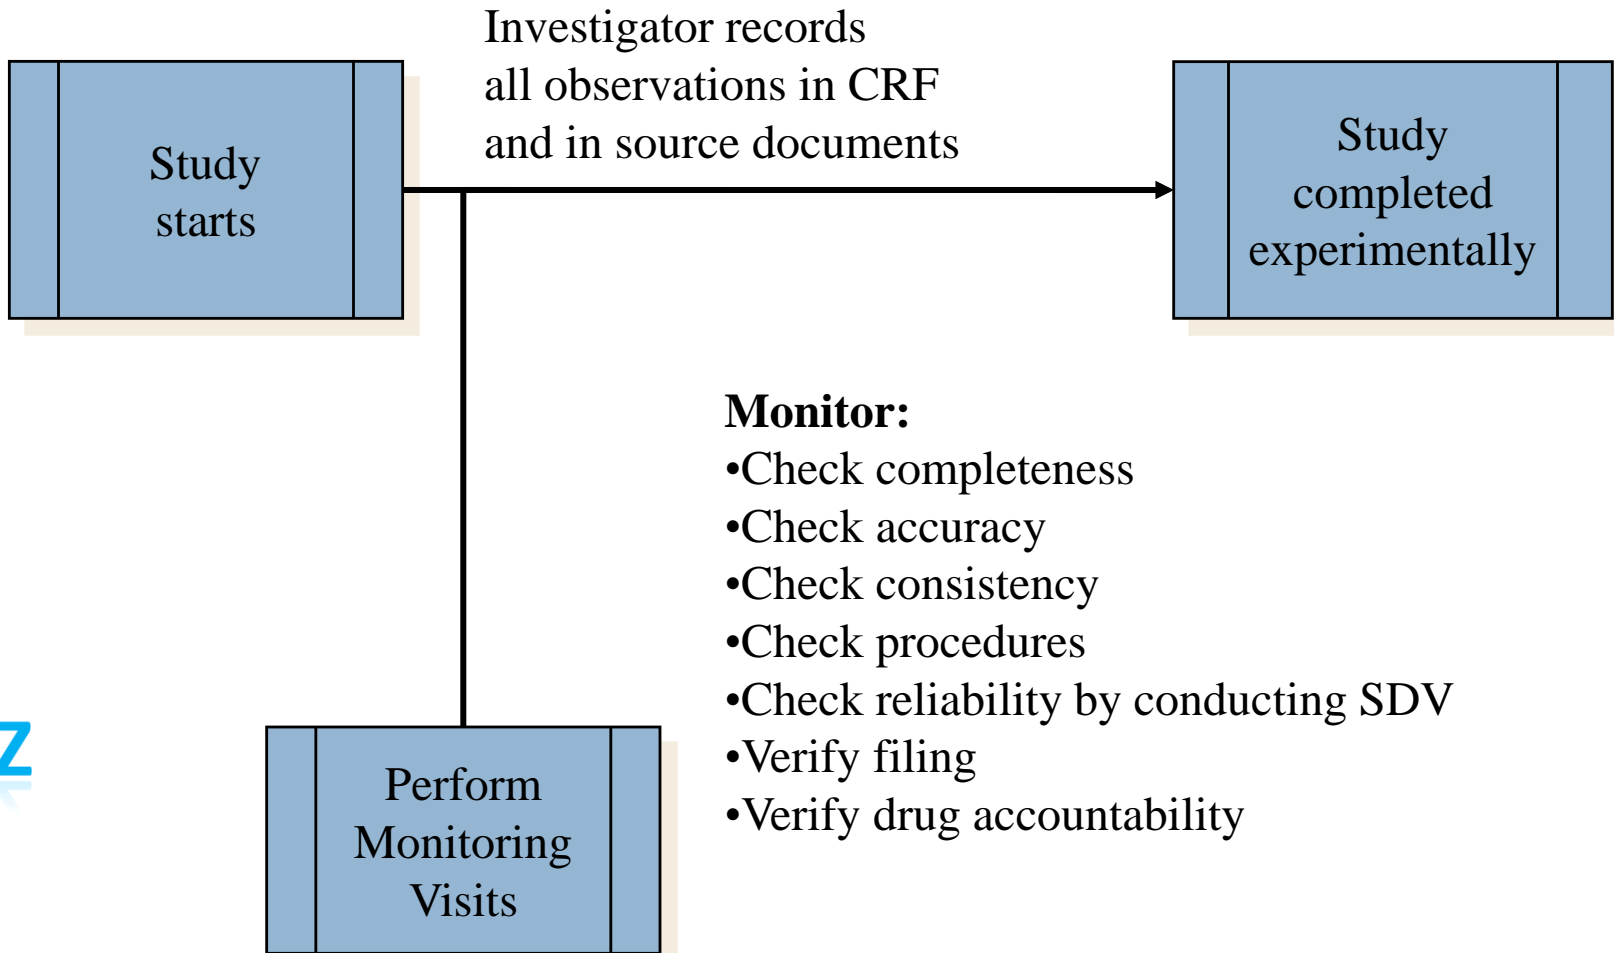 Investigator records
all observations in CRF
and in source documents
Study
starts
Study
completed
experimentally
Monitor:
•Check completeness
•Check accuracy
•Check consistency
•Check procedures
•Check reliability by conducting SDV
•Verify filing
•Verify drug accountability
Perform
Monitoring
Visits
z